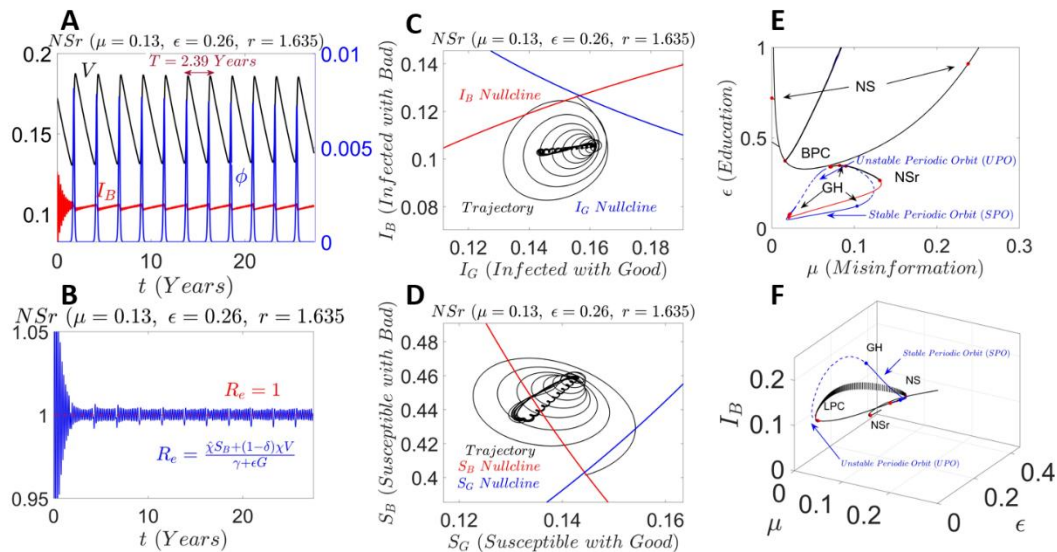 A
NSr (μ = 0.13, ϵ = 0.26, r = 1.635)
0.2
0.15
0.1
0.01
0.005
0
T = 2.39 Years
V
I_B
ϕ
0 10 20
t (Years)
B
NSr (μ = 0.13, ϵ = 0.26, r = 1.635
1.05
1
0.95
R_e = 1
R_e = \frac{\hat{χ}S_B+(1−δ)χV}{γ+ϵG}
0 10 20
t (Years)
C
NSr (μ = 0.13, ϵ = 0.26, r = 1.635)
I_B (Infected with Bad)
0.14
0.12
0.1
0.08
I_B Nullcline
Trajectory
I_G Nullcline
0.12 0.14 0.16 0.18
I_G (Infected with Good)
D
NSr (μ = 0.13, ϵ = 0.26, r = 1.635)
S_B (Susceptible with Bad)
0.48
0.46
0.44
0.42
0.4
Trajectory
S_B Nullcline
S_G Nullcline
0.12 0.14 0.16
S_G (Susceptible with Good)
E
ϵ (Education)
1
0.5
0
NS
BPC
Unstable Periodic Orbit (UPO)
NSr
GH
Stable Periodic Orbit (SPO)
0 0.1 0.2 0.3
μ (Misinformation)
F
I_B
0.2
0.1
0
GH
Stable Periodic Orbit (SPO)
NS
LPC
NSr
Unstable Periodic Orbit (UPO)
0
0.1
0.2
μ
0
0.2
0.4
ϵ